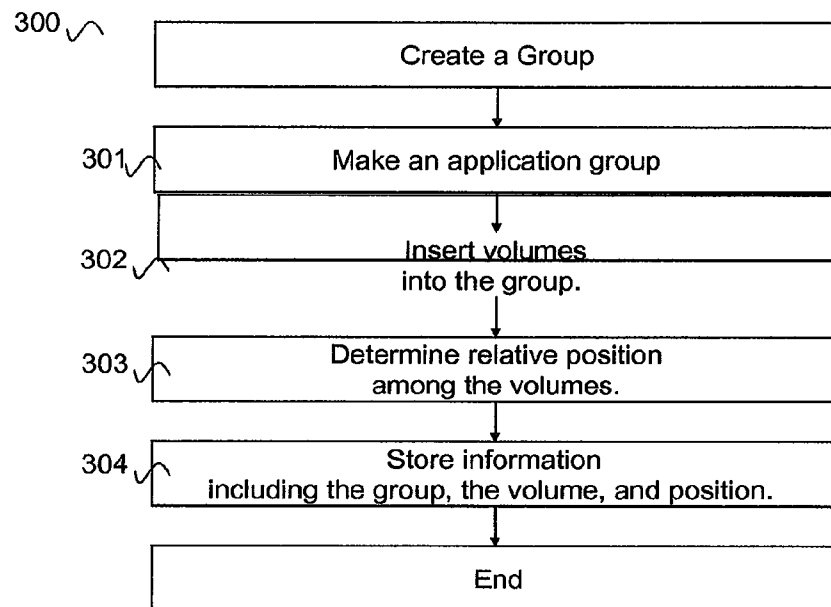 300
Create a Group
301
Make an application group
302
Insert volumes
into the group.
303
Determine relative position
among the volumes.
304
Store information
including the group, the volume, and position.
End